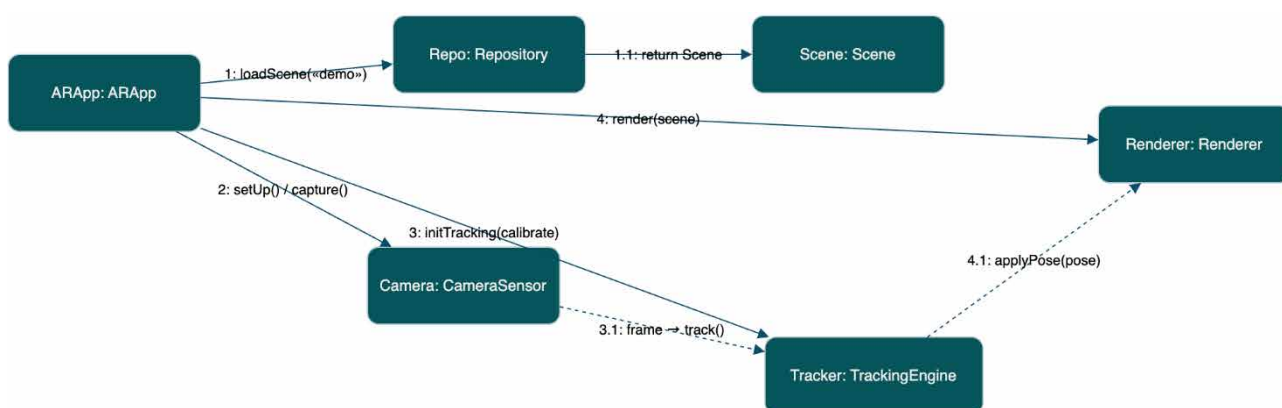 Repo: Repository
1.1: return Scene
Scene: Scene
1: loadScene(«demo»)
ARApp: ARApp
4: render(scene)
Renderer: Renderer
2: setUp() / capture()
3: initTracking(calibrate)
4.1: applyPose(pose)
Camera: CameraSensor
3.1: frame → track()
Tracker: TrackingEngine